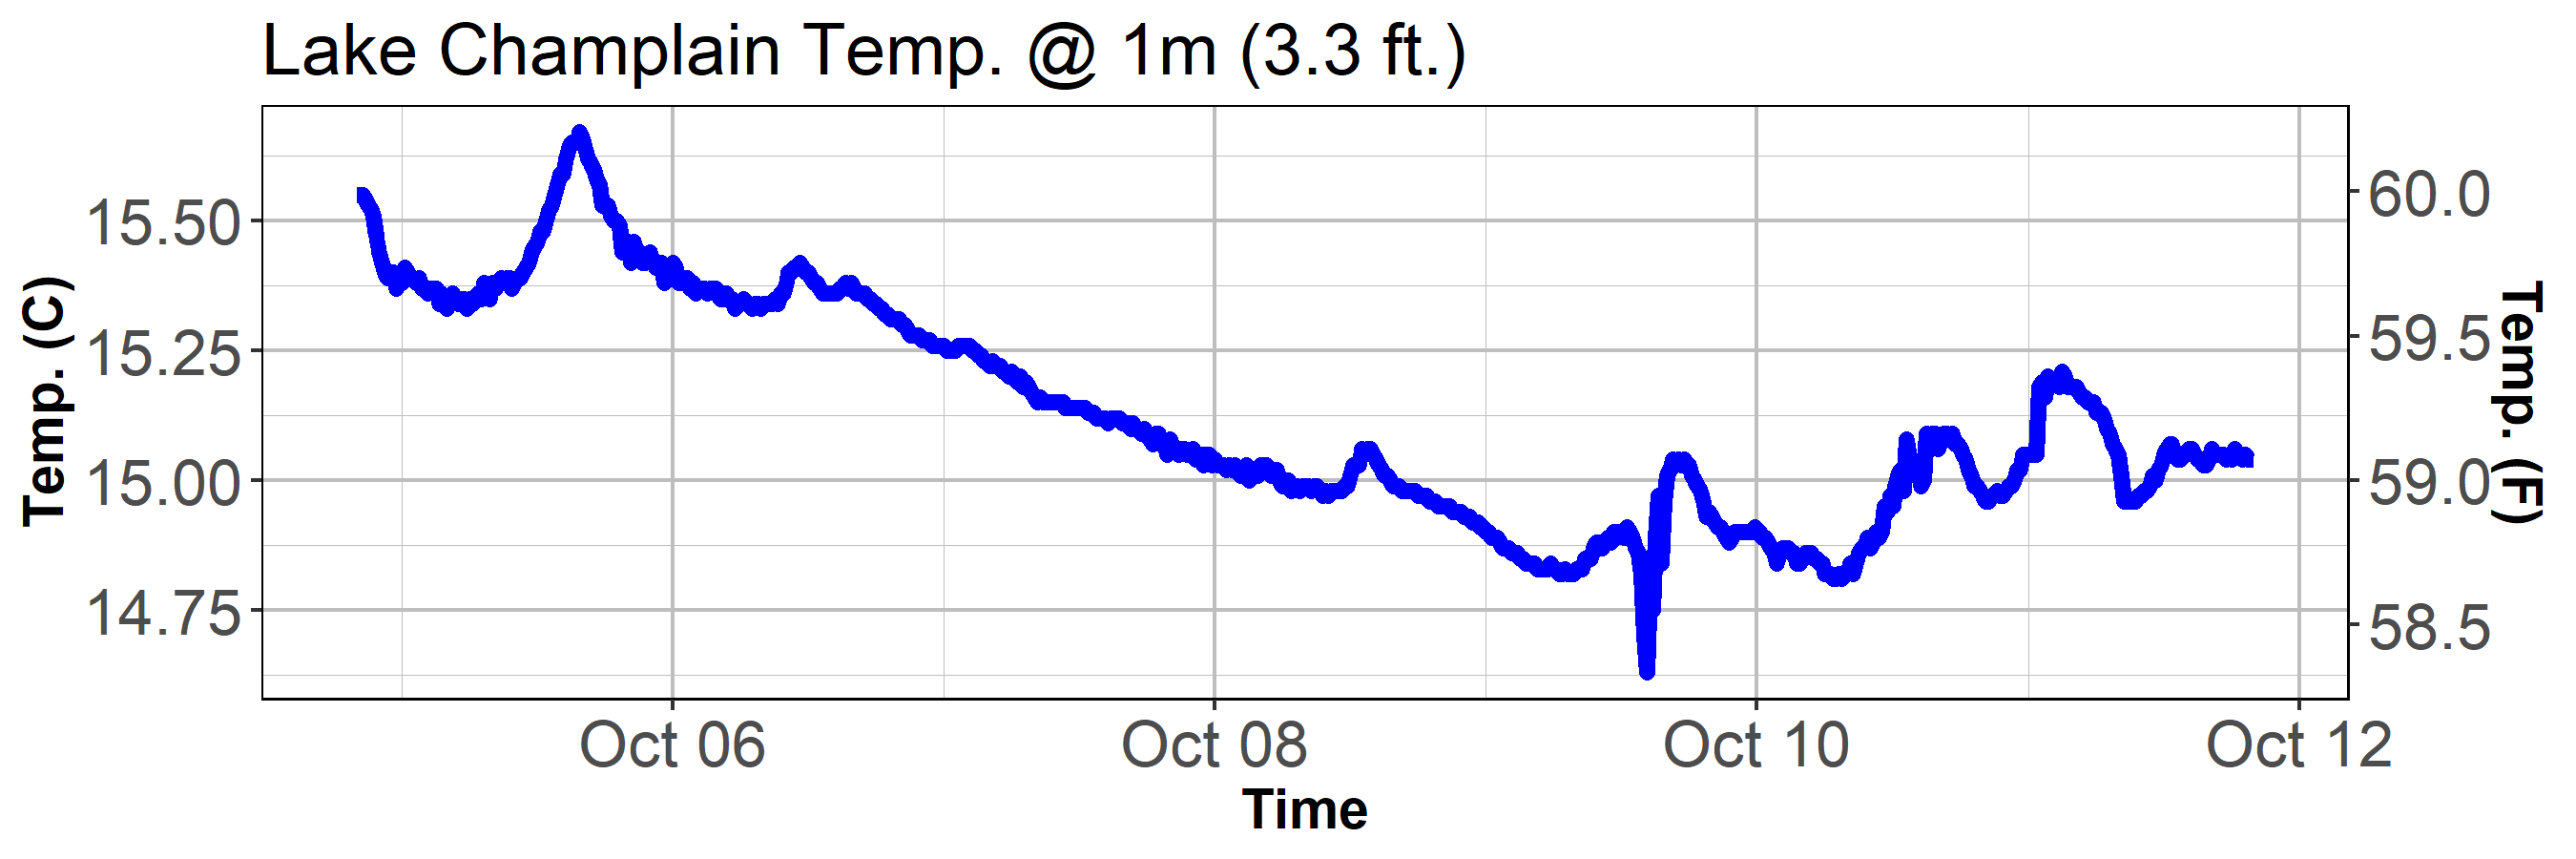 Lake Champlain Temp. @ 1m (3.3 ft.)
Temp. (C)
15.50
15.25
15.00
14.75
60.0
59.5
59.0
58.5
Temp. (F)
Oct 06
Oct 08
Oct 10
Oct 12
Time